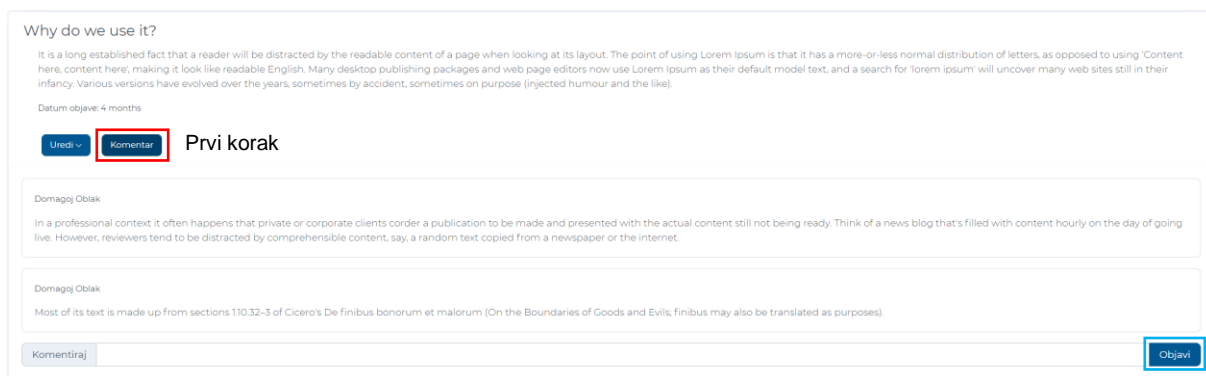 Why do we use it?
It is a long established fact that a reader will be distracted by the readable content of a page when looking at its layout. The point of using Lorem Ipsum is that it has a more-or-less normal distribution of letters, as opposed to using 'Content
here, content here', making it look like readable English. Many desktop publishing packages and web page editors now use Lorem Ipsum as their default model text, and a search for 'lorem ipsum' will uncover many web sites still in their
infancy. Various versions have evolved over the years, sometimes by accident, sometimes on purpose (injected humour and the like).
Datum objave: 4 months
Uredi Komentar Prvi korak
Domagoj Oblak
In a professional context it often happens that private or corporate clients corder a publication to be made and presented with the actual content still not being ready. Think of a news blog that's filled with content hourly on the day of going
live. However, reviewers tend to be distracted by comprehensible content, say, a random text copied from a newspaper or the internet.
Domagoj Oblak
Most of its text is made up from sections 1.10.32–3 of Cicero's De finibus bonorum et malorum (On the Boundaries of Goods and Evils; finibus may also be translated as purposes).
Komentiraj Objavi